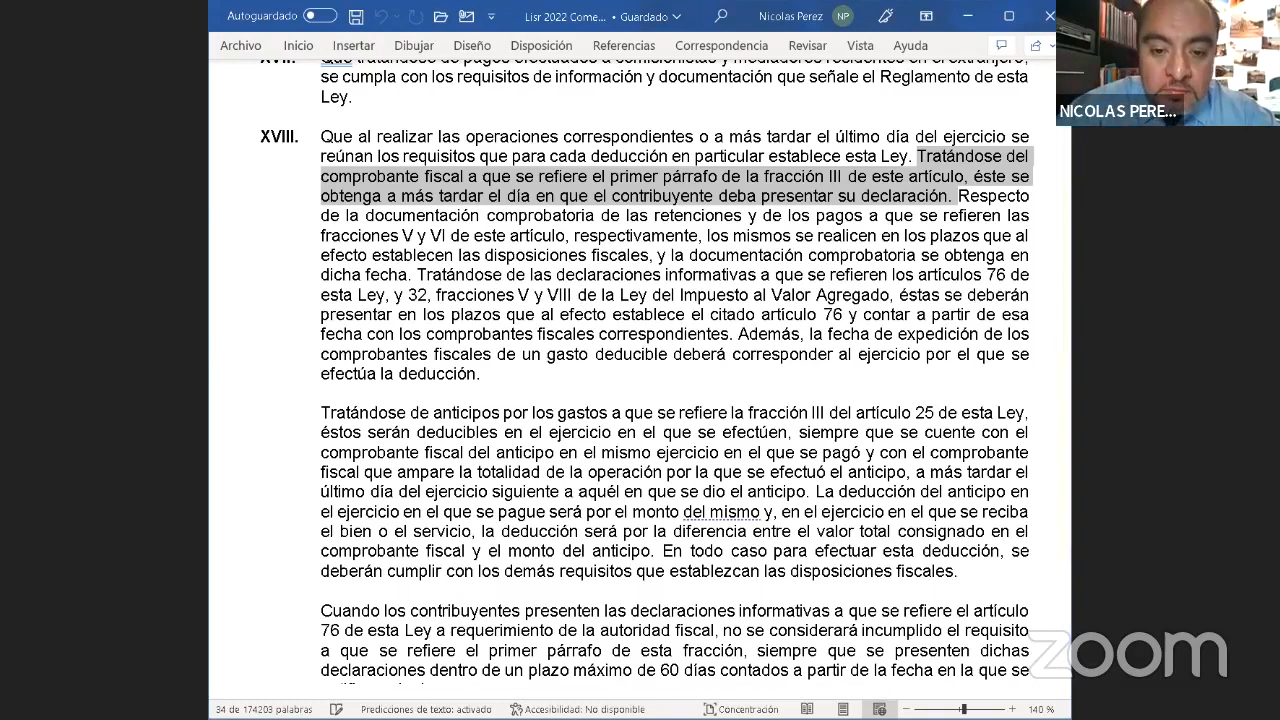 Autoguardado
Lisr 2022 Come... • Guardado
Nicolas Perez
NP
Archivo Inicio Insertar Dibujar Diseño Disposición Referencias Correspondencia Revisar Vista Ayuda
NICOLAS PERE...
XVII. Que tratándose de pagos efectuados a comisionistas y mediadores residentes en el extranjero,
se cumpla con los requisitos de información y documentación que señale el Reglamento de esta
Ley.
XVIII. Que al realizar las operaciones correspondientes o a más tardar el último día del ejercicio se
reúnan los requisitos que para cada deducción en particular establece esta Ley. Tratándose del
comprobante fiscal a que se refiere el primer párrafo de la fracción III de este artículo, éste se
obtenga a más tardar el día en que el contribuyente deba presentar su declaración. Respecto
de la documentación comprobatoria de las retenciones y de los pagos a que se refieren las
fracciones V y VI de este artículo, respectivamente, los mismos se realicen en los plazos que al
efecto establecen las disposiciones fiscales, y la documentación comprobatoria se obtenga en
dicha fecha. Tratándose de las declaraciones informativas a que se refieren los artículos 76 de
esta Ley, y 32, fracciones V y VIII de la Ley del Impuesto al Valor Agregado, éstas se deberán
presentar en los plazos que al efecto establece el citado artículo 76 y contar a partir de esa
fecha con los comprobantes fiscales correspondientes. Además, la fecha de expedición de los
comprobantes fiscales de un gasto deducible deberá corresponder al ejercicio por el que se
efectúa la deducción.
Tratándose de anticipos por los gastos a que se refiere la fracción III del artículo 25 de esta Ley,
éstos serán deducibles en el ejercicio en el que se efectúen, siempre que se cuente con el
comprobante fiscal del anticipo en el mismo ejercicio en el que se pagó y con el comprobante
fiscal que ampare la totalidad de la operación por la que se efectuó el anticipo, a más tardar el
último día del ejercicio siguiente a aquél en que se dio el anticipo. La deducción del anticipo en
el ejercicio en el que se pague será por el monto del mismo y, en el ejercicio en el que se reciba
el bien o el servicio, la deducción será por la diferencia entre el valor total consignado en el
comprobante fiscal y el monto del anticipo. En todo caso para efectuar esta deducción, se
deberán cumplir con los demás requisitos que establezcan las disposiciones fiscales.
Cuando los contribuyentes presenten las declaraciones informativas a que se refiere el artículo
76 de esta Ley a requerimiento de la autoridad fiscal, no se considerará incumplido el requisito
a que se refiere el primer párrafo de esta fracción, siempre que se presenten dichas
declaraciones dentro de un plazo máximo de 60 días contados a partir de la fecha en la que se
zoom
34 de 174203 palabras Predicciones de texto: activado Accesibilidad: No disponible Concentración 140 %